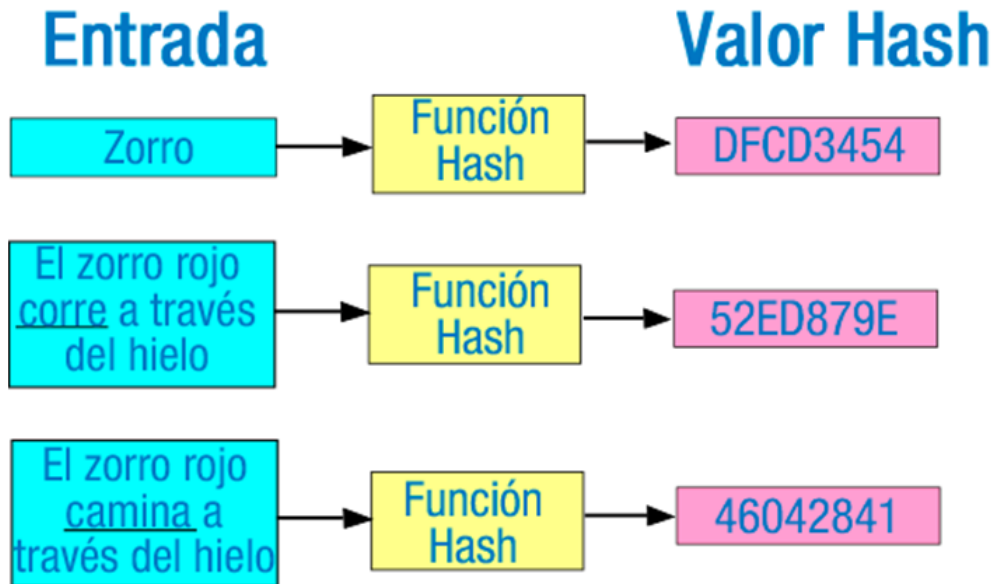 Entrada
Valor Hash
Zorro
Función
Hash
DFCD3454
El zorro rojo
corre a través
del hielo
Función
Hash
52ED879E
El zorro rojo
camina a
través del hielo
Función
Hash
46042841